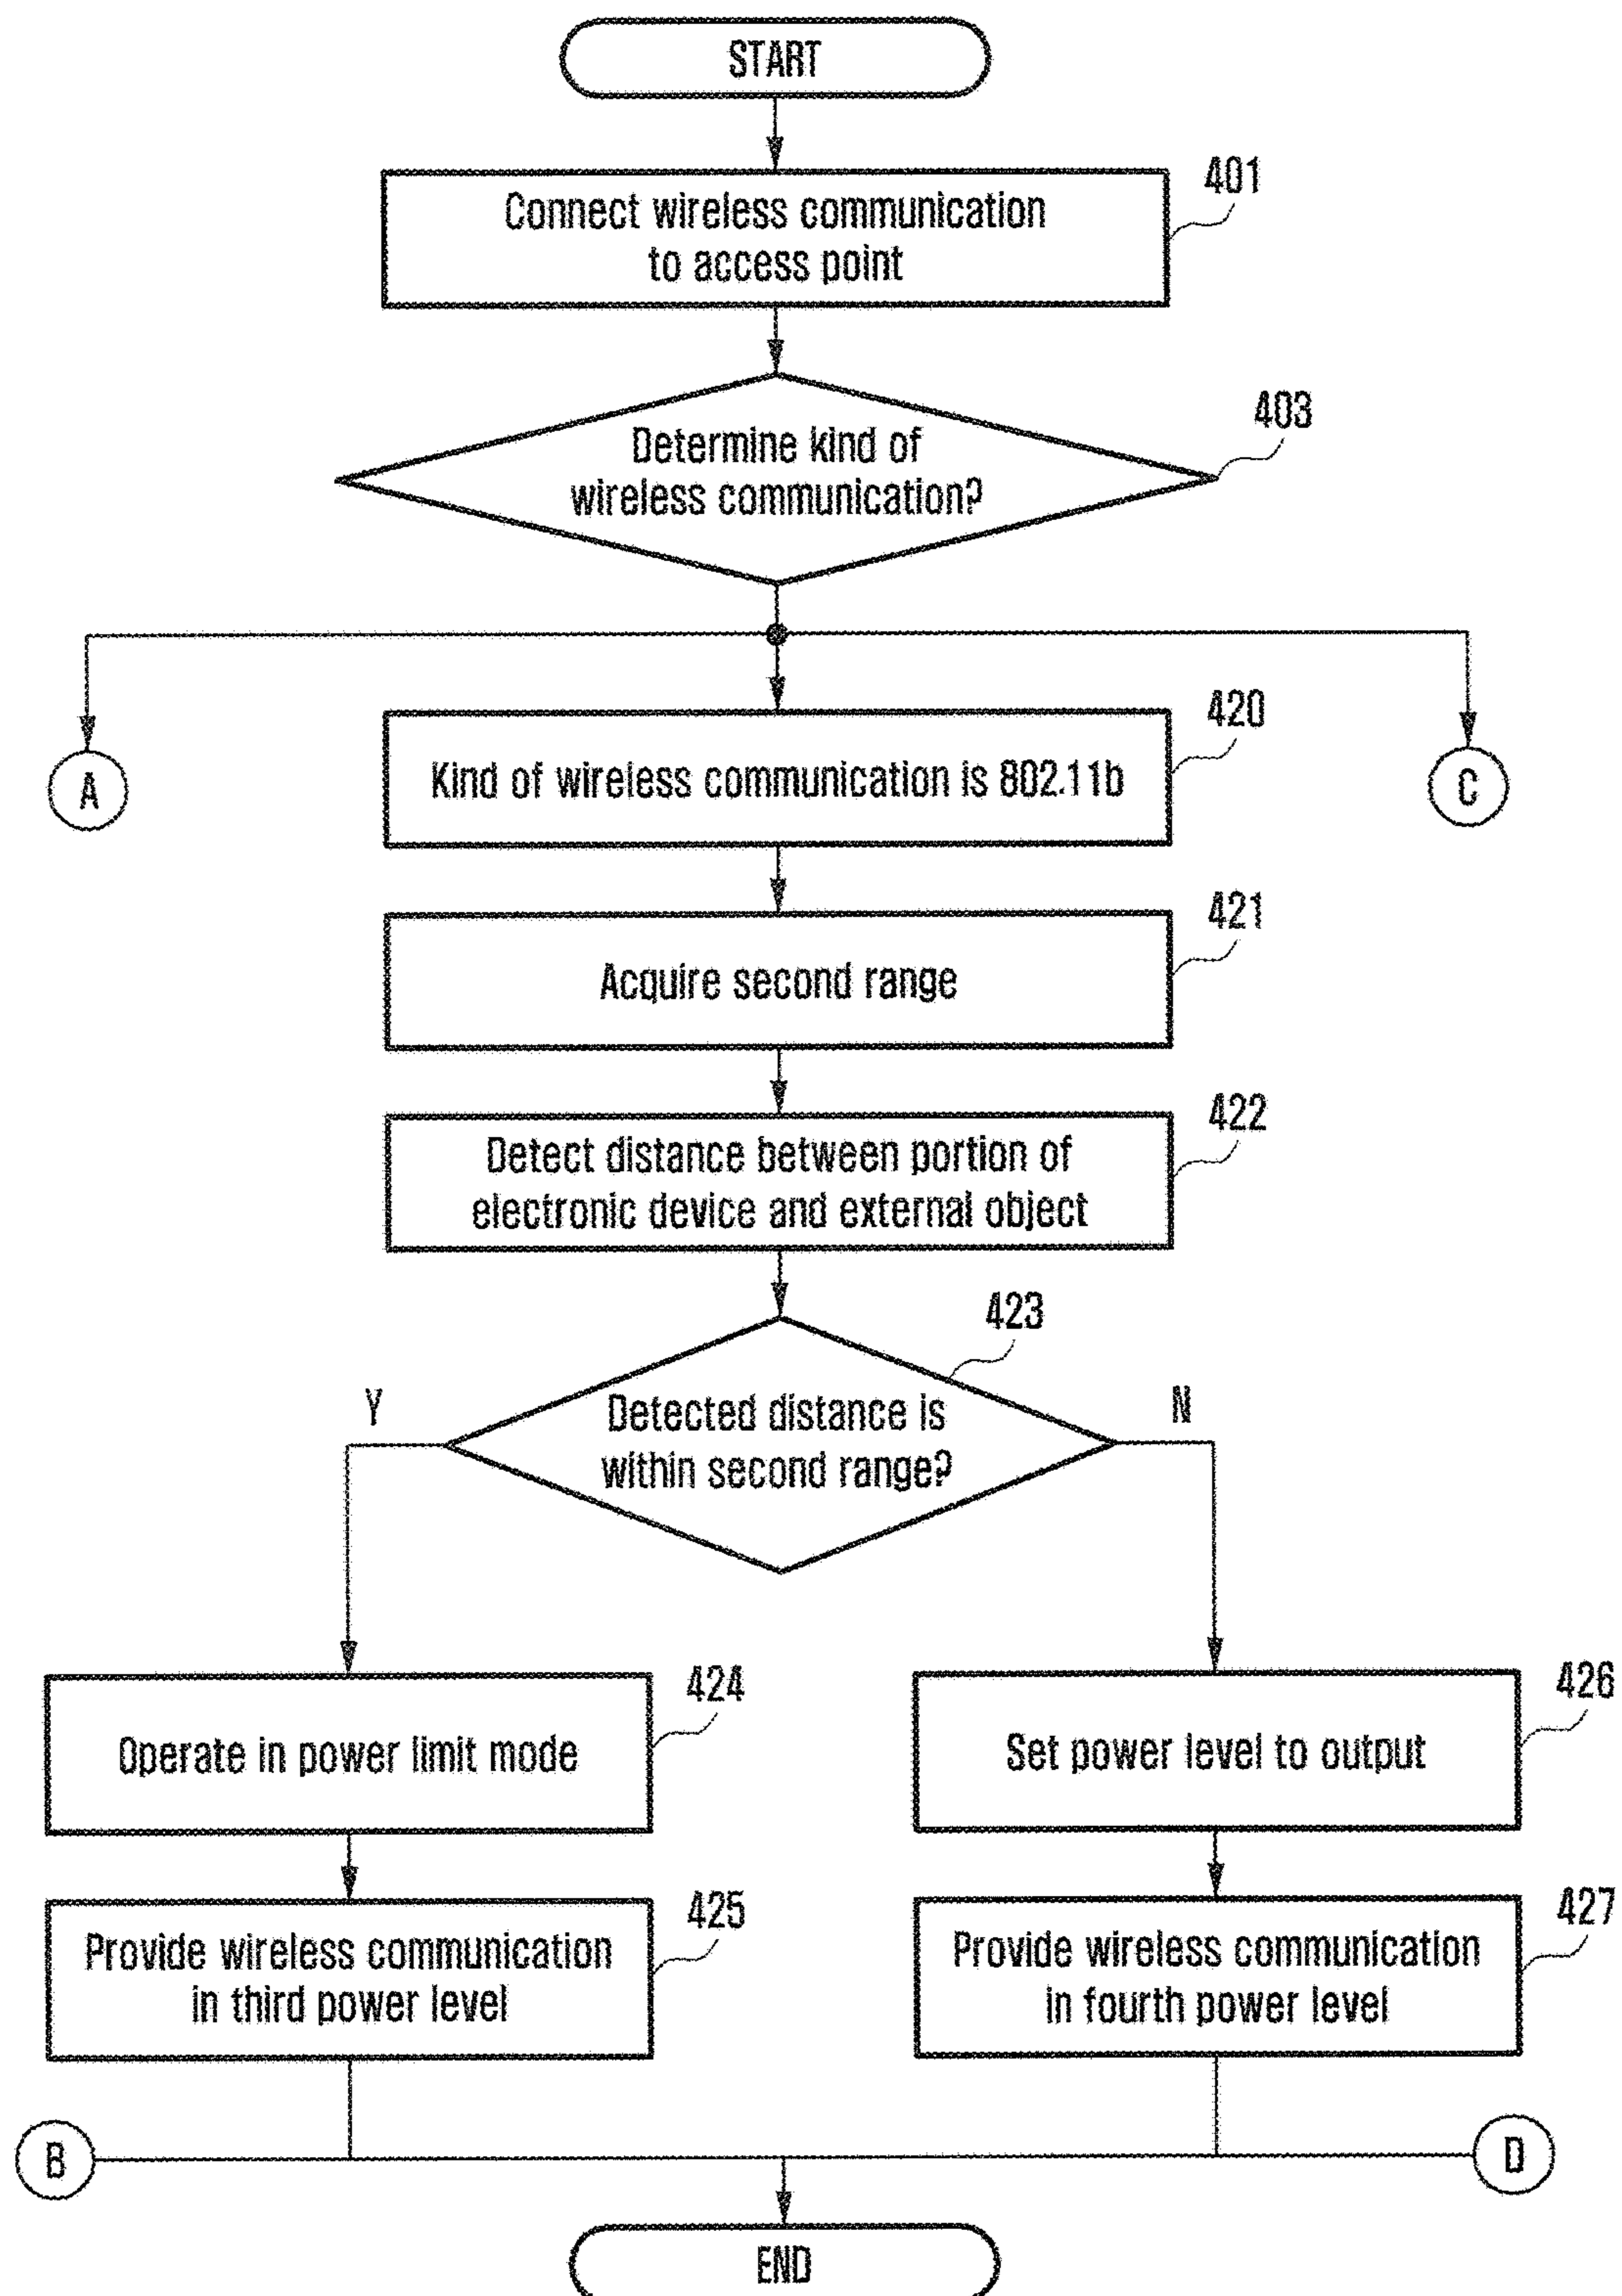 START
401
Connect wireless communication
to access point
403
Determine kind of
wireless communication?
420
A
Kind of wireless communication is 802.11b
C
421
Acquire second range
422
Detect distance between portion of
electronic device and external object
423
Y
N
Detected distance is
within second range?
424
426
Operate in power limit mode
Set power level to output
425
427
Provide wireless communication
in third power level
Provide wireless communication
in fourth power level
B
D
END